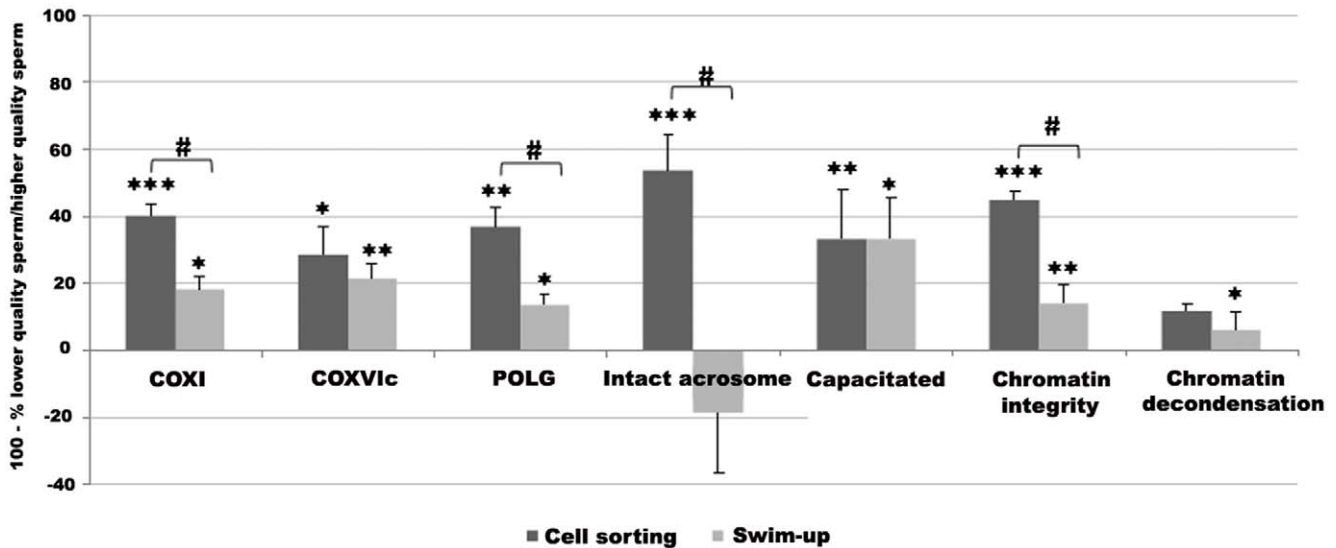 100 - % lower quality sperm/higher quality sperm
100
80
60
40
20
0
-20
-40
#
***
*
*
**
#
**
*
#
***
**
*
#
***
**
*
COXI
COXVIc
POLG
Intact acrosome
Capacitated
Chromatin
integrity
Chromatin
decondensation
Cell sorting
Swim-up